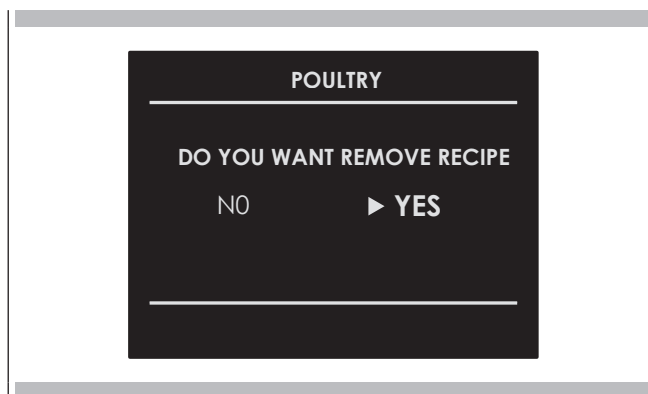 POULTRY
DO YOU WANT REMOVE RECIPE
N0 ▶ YES